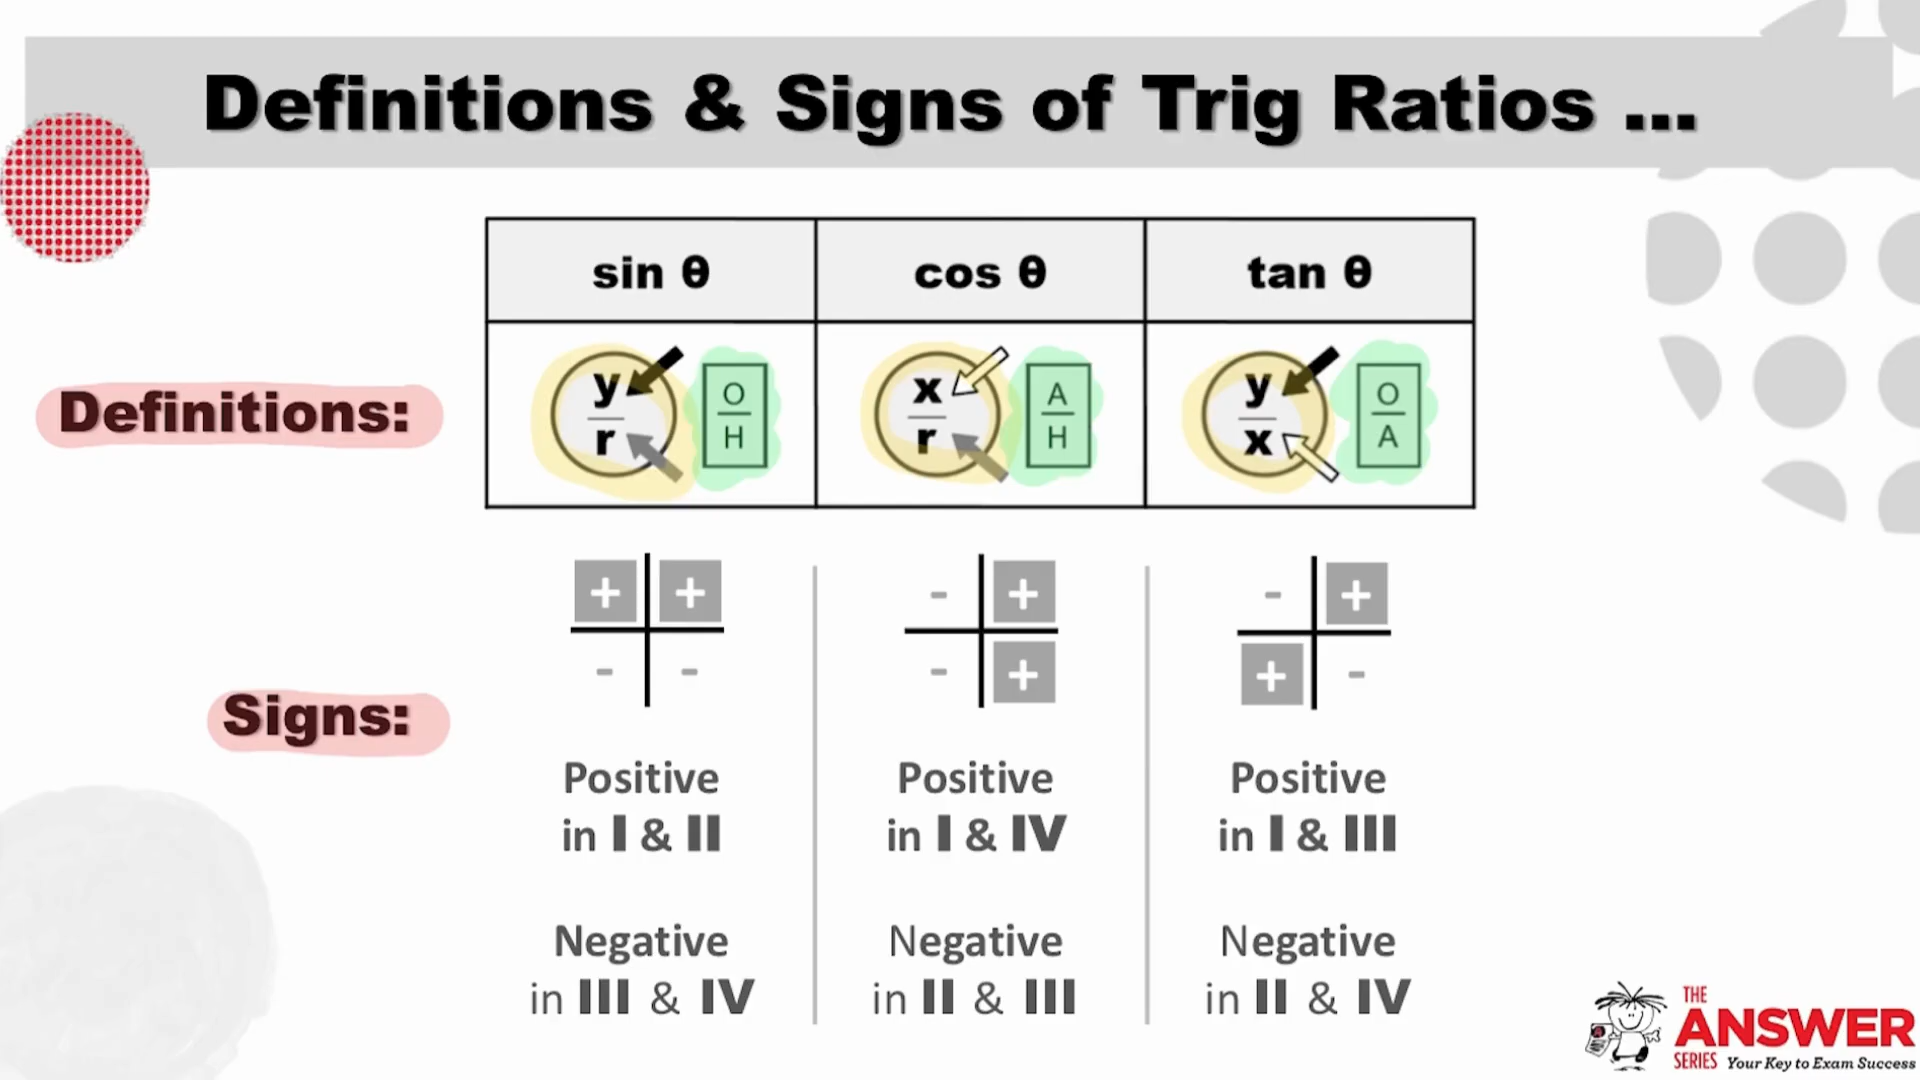 Definitions & Signs of Trig Ratios ...
sin θ cos θ tan θ
Definitions:
y/r O/H x/r A/H y/x O/A
+ + - + - +
- - - + + -
Signs:
Positive Positive Positive
in I & II in I & IV in I & III
Negative Negative Negative
in III & IV in II & III in II & IV
THE
ANSWER
SERIES Your Key to Exam Success